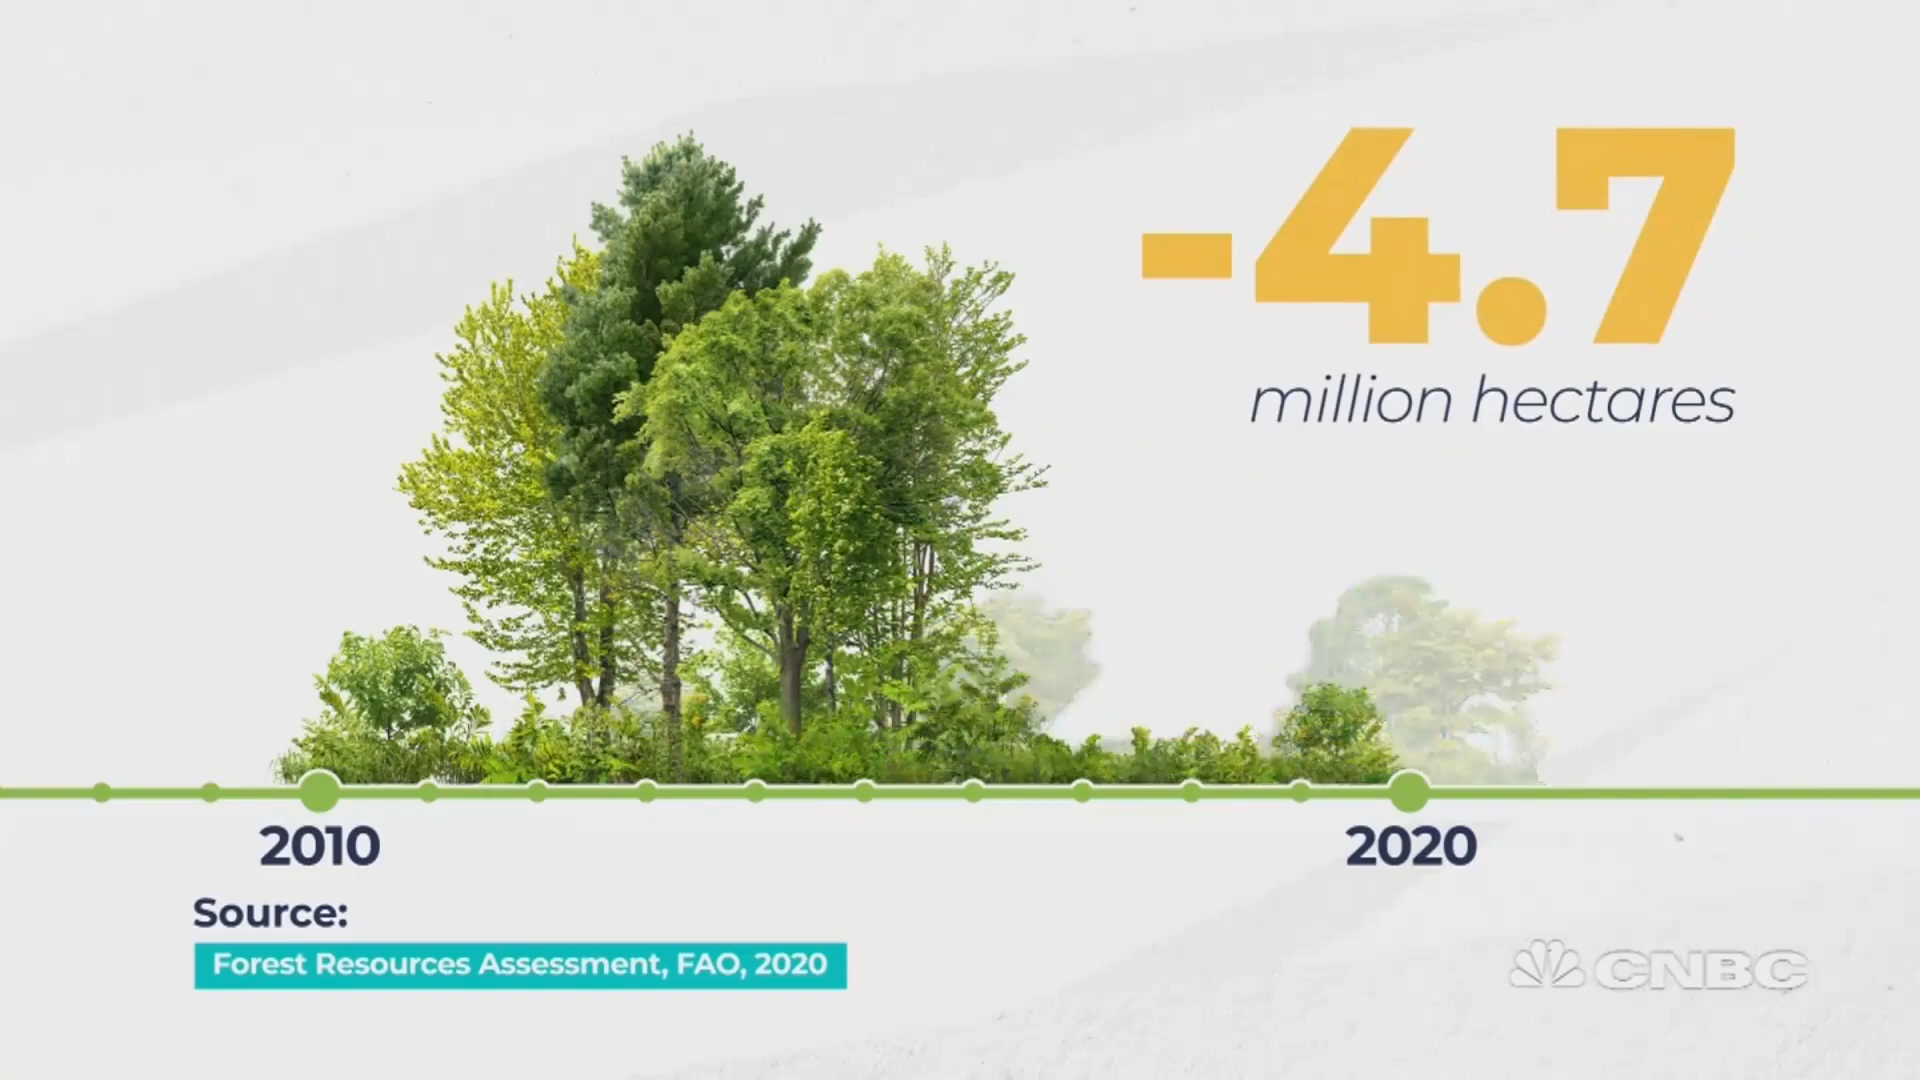 -4.7
million hectares
2010
2020
Source:
Forest Resources Assessment, FAO, 2020
CNBC